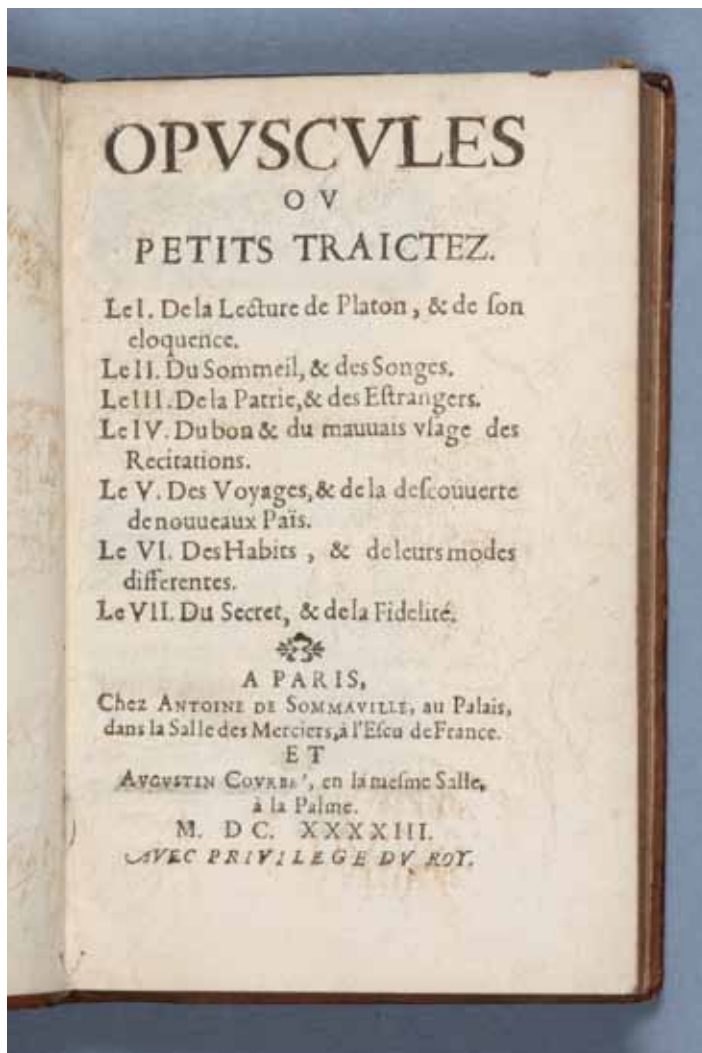 OPVSCVLES
OV
PETITS TRAICTEZ.
Le I. De la Lecture de Platon, & de ſon
eloquence.
Le II. Du Sommeil, & des Songes.
Le III. De la Patrie, & des Eſtrangers.
Le IV. Du bon & du mauuais vſage des
Recitations.
Le V. Des Voyages, & de la deſcouuerte
de nouueaux Païs.
Le VI. Des Habits , & de leurs modes
differentes.
Le VII. Du Secret, & de la Fidelité.
A PARIS,
Chez ANTOINE DE SOMMAVILLE, au Palais,
dans la Salle des Merciers, à l'Eſcu de France.
ET
AVGVSTIN COVRBE', en la meſme Salle,
à la Palme.
M. DC. XXXXIII.
AVEC PRIVILEGE DV ROY.